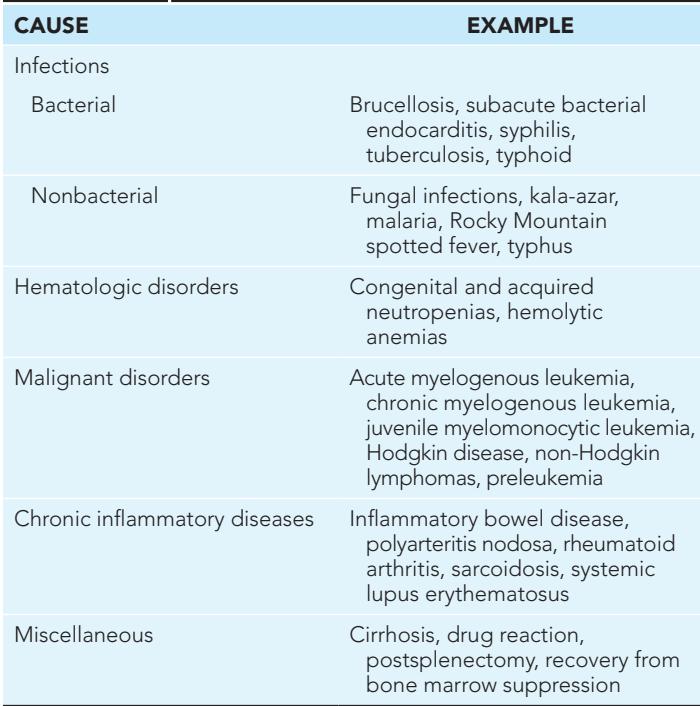 CAUSE EXAMPLE
Infections
Bacterial Brucellosis, subacute bacterial
endocarditis, syphilis,
tuberculosis, typhoid
Nonbacterial Fungal infections, kala-azar,
malaria, Rocky Mountain
spotted fever, typhus
Hematologic disorders Congenital and acquired
neutropenias, hemolytic
anemias
Malignant disorders Acute myelogenous leukemia,
chronic myelogenous leukemia,
juvenile myelomonocytic leukemia,
Hodgkin disease, non-Hodgkin
lymphomas, preleukemia
Chronic inflammatory diseases Inflammatory bowel disease,
polyarteritis nodosa, rheumatoid
arthritis, sarcoidosis, systemic
lupus erythematosus
Miscellaneous Cirrhosis, drug reaction,
postsplenectomy, recovery from
bone marrow suppression